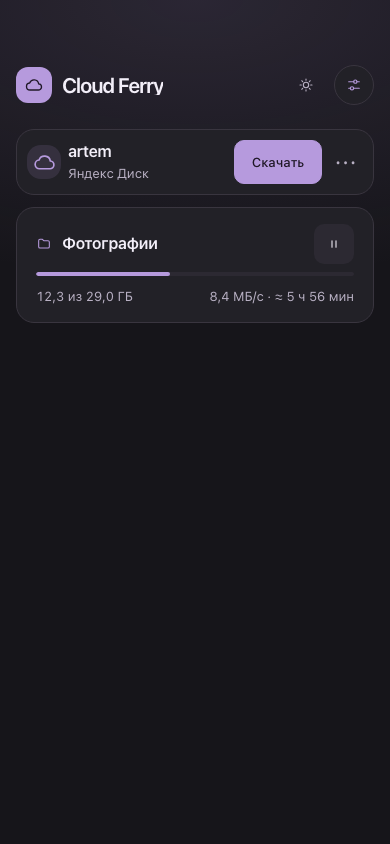 Cloud Ferry
artem
Яндекс Диск
Скачать
Фотографии
12,3 из 29,0 ГБ
8,4 МБ/с · ≈ 5 ч 56 мин